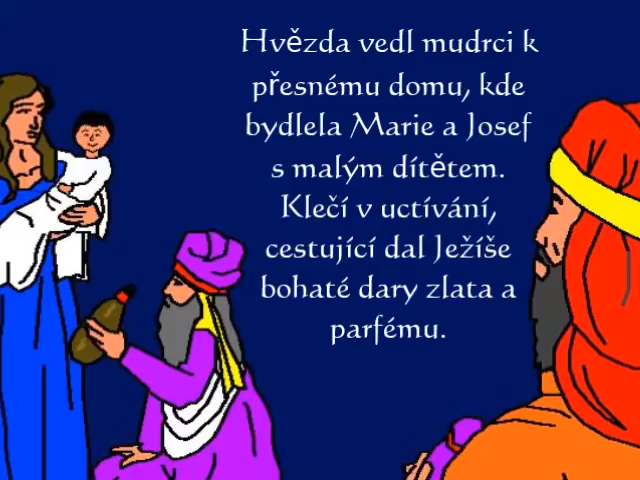 Hvězda vedl mudrci k
přesnému domu, kde
bydlela Marie a Josef
s malým dítětem.
Klečí v uctívání,
cestující dal Ježíše
bohaté dary zlata a
parfému.